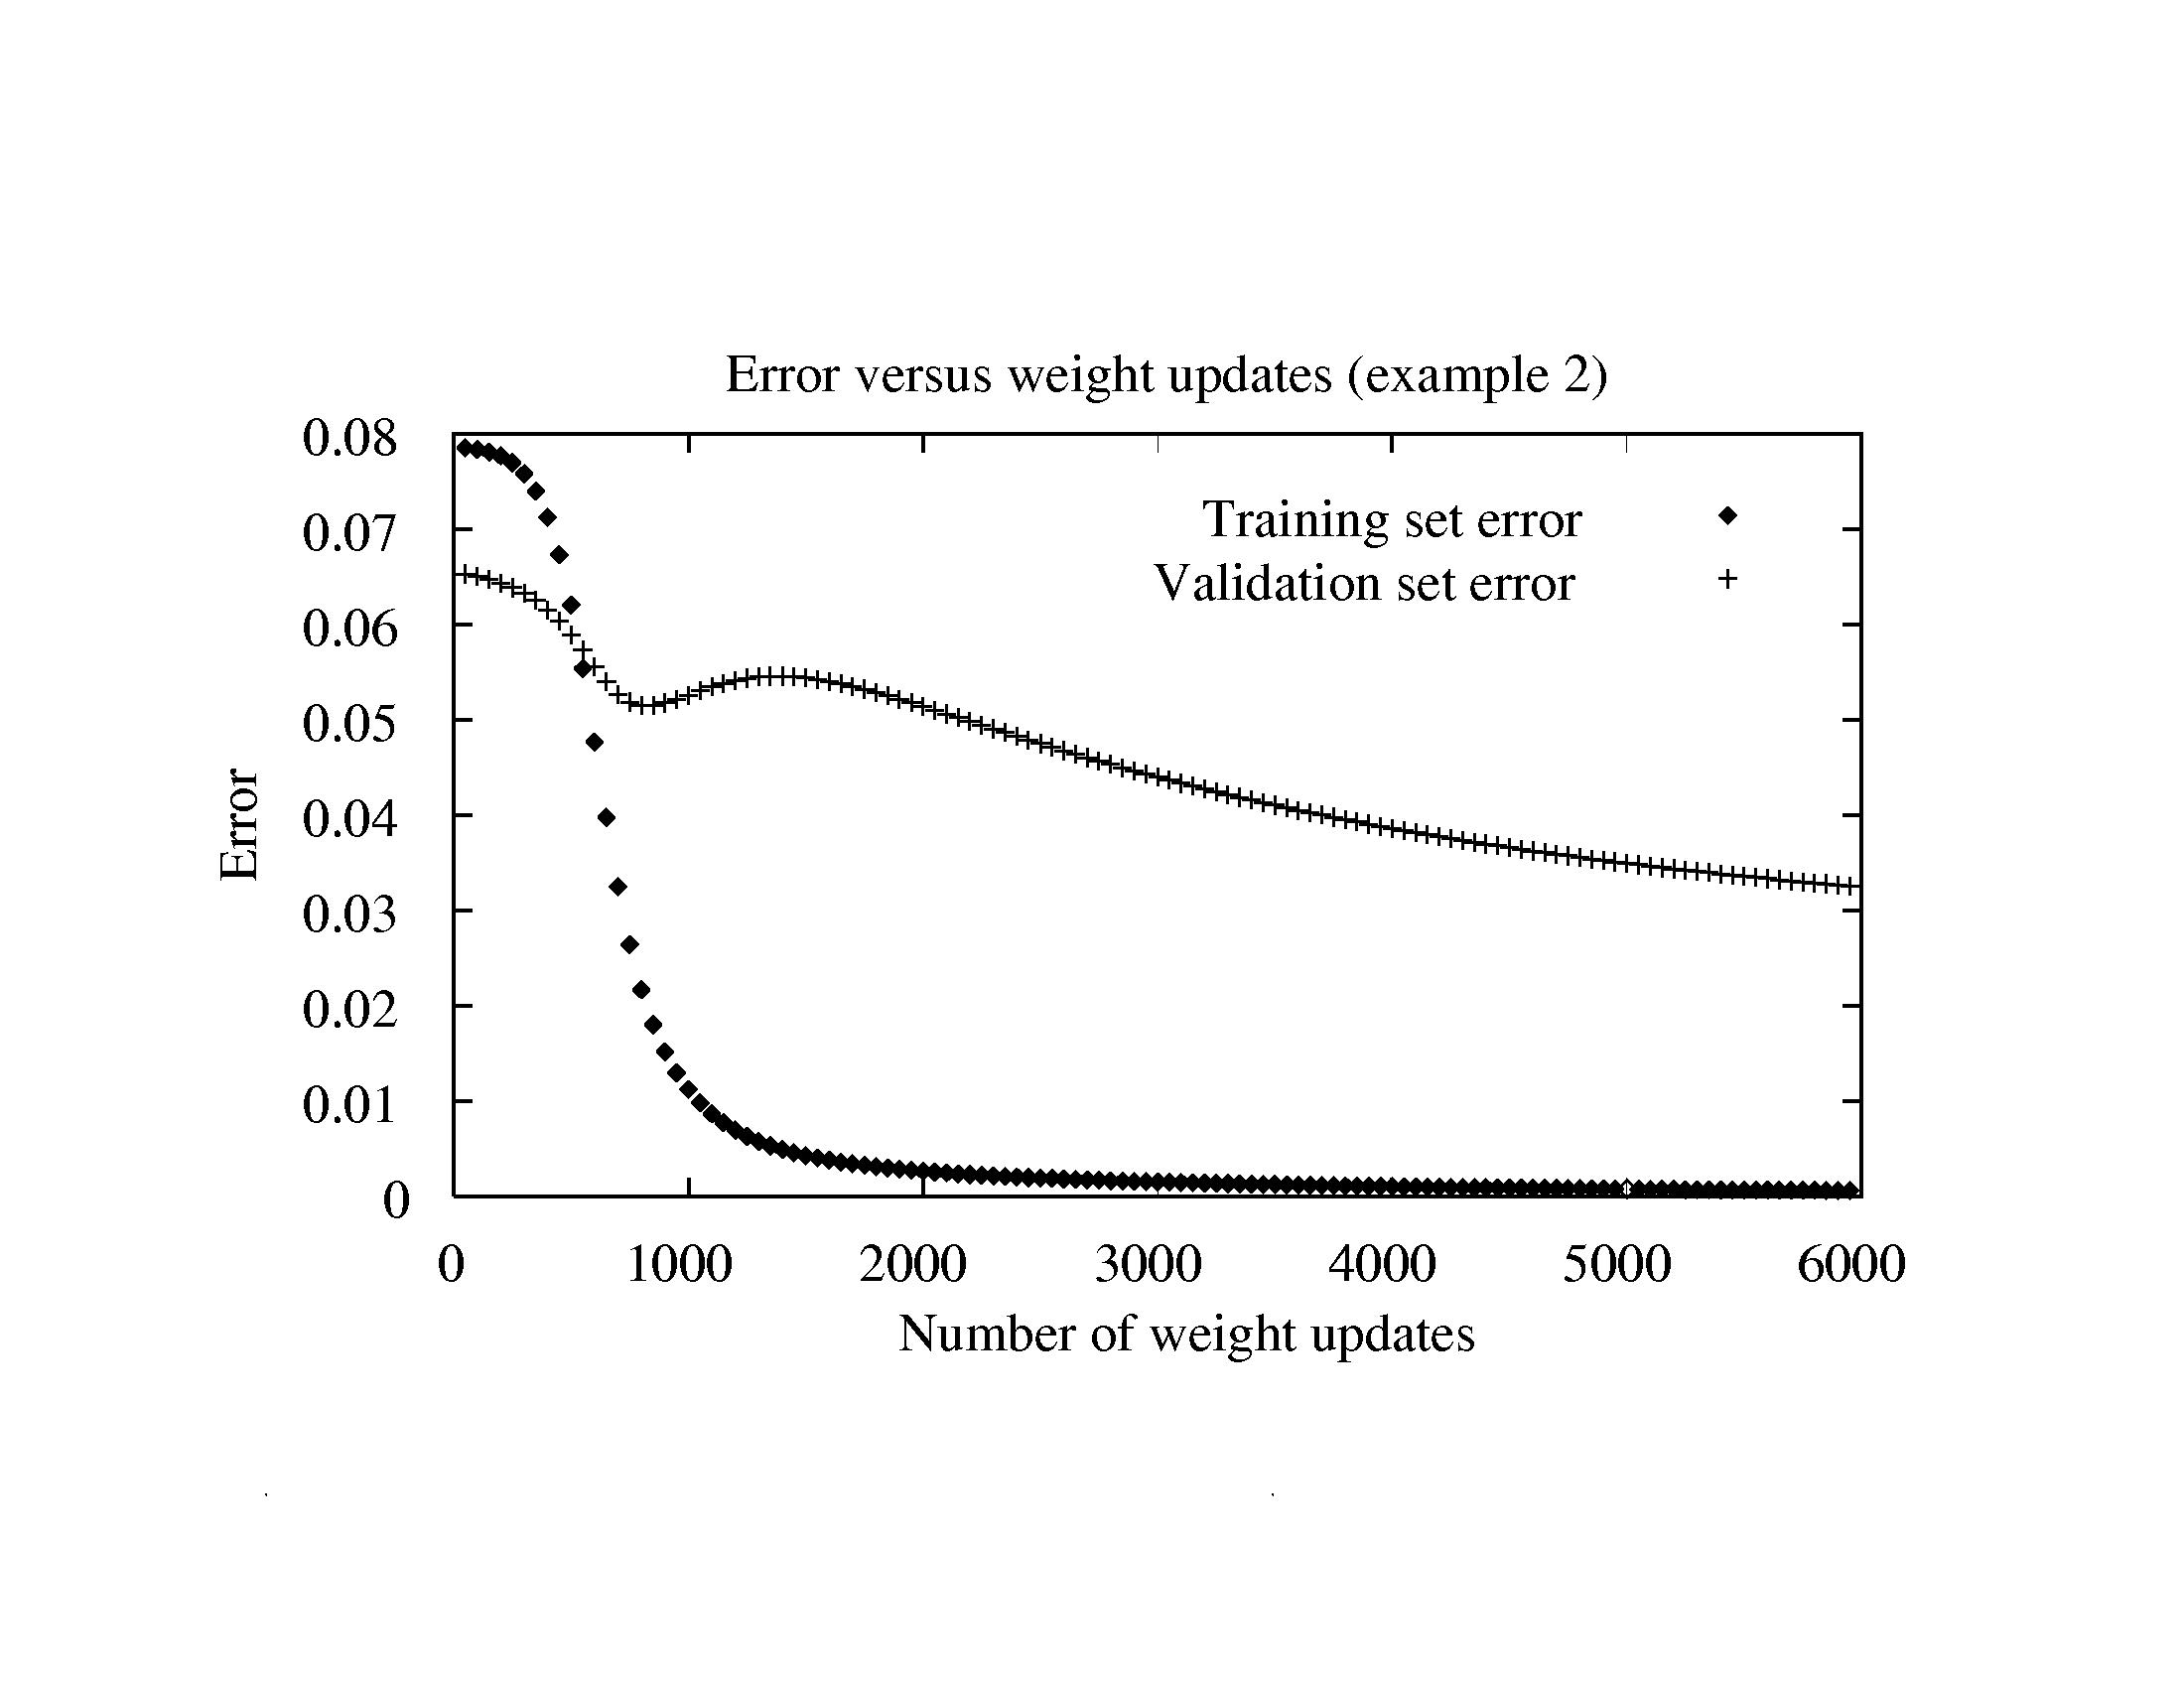 Error versus weight updates (example 2)
0.08
0.07
0.06
0.05
0.04
0.03
0.02
0.01
0
Error
Training set error
Validation set error
0 1000 2000 3000 4000 5000 6000
Number of weight updates